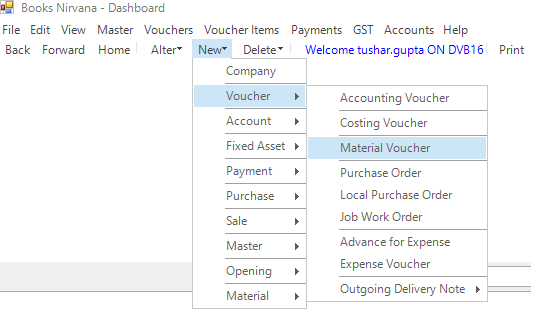 Books Nirvana - Dashboard
File Edit View Master Vouchers Voucher Items Payments GST Accounts Help
Back Forward Home Alter New Delete Welcome tushar.gupta ON DVB16 Print
Company
Voucher
Account
Fixed Asset
Payment
Purchase
Sale
Master
Opening
Material
Accounting Voucher
Costing Voucher
Material Voucher
Purchase Order
Local Purchase Order
Job Work Order
Advance for Expense
Expense Voucher
Outgoing Delivery Note